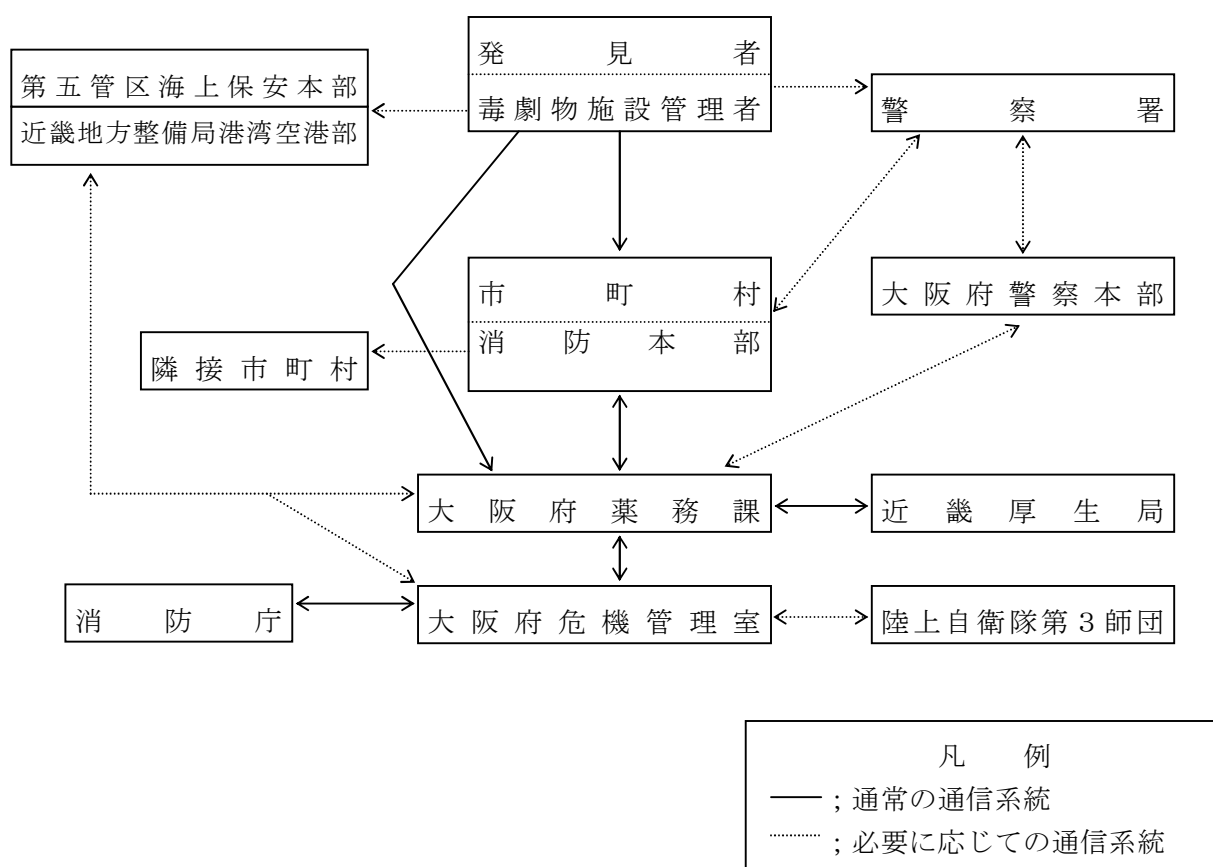 発見者
毒劇物施設管理者
第五管区海上保安本部
近畿地方整備局港湾空港部
警察署
市町村
消防本部
大阪府警察本部
隣接市町村
大阪府薬務課
近畿厚生局
消防庁
大阪府危機管理室
陸上自衛隊第３師団
凡例
；通常の通信系統
；必要に応じての通信系統